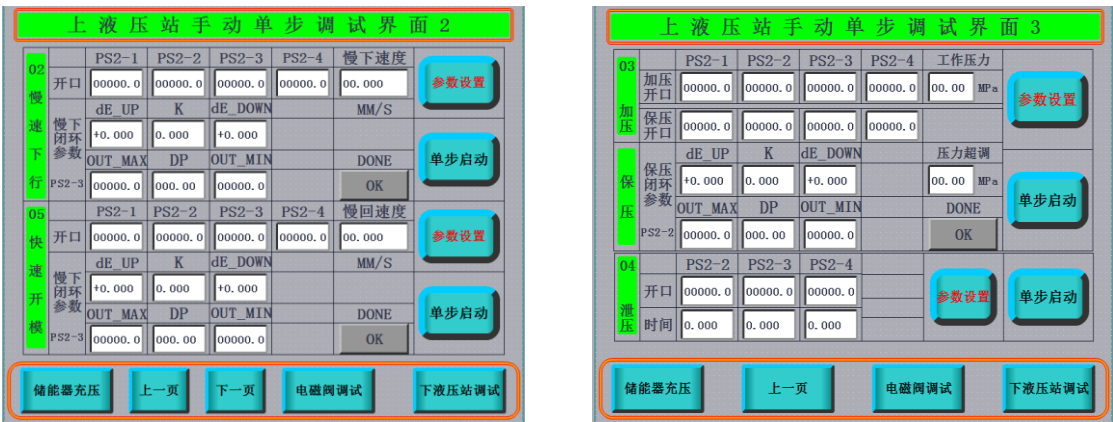 上液压站手动单步调试界面2
02 慢速下行
PS2-1 PS2-2 PS2-3 PS2-4 慢下速度
开口 00000.0 00000.0 00000.0 00000.0 00.000 参数设置
dE_UP K dE_DOWN MM/S
慢下闭环参数 +0.000 0.000 +0.000
OUT_MAX DP OUT_MIN DONE 单步启动
PS2-3 00000.0 000.00 00000.0 OK
05 快速开模
PS2-1 PS2-2 PS2-3 PS2-4 慢回速度
开口 00000.0 00000.0 00000.0 00000.0 00.000 参数设置
dE_UP K dE_DOWN MM/S
慢下闭环参数 +0.000 0.000 +0.000
OUT_MAX DP OUT_MIN DONE 单步启动
PS2-3 00000.0 000.00 00000.0 OK
储能器充压 上一页 下一页 电磁阀调试 下液压站调试
上液压站手动单步调试界面3
03 加压
PS2-1 PS2-2 PS2-3 PS2-4 工作压力
加压开口 00000.0 00000.0 00000.0 00000.0 00.00 MPa 参数设置
保压开口 00000.0 00000.0 00000.0 00000.0
保压
dE_UP K dE_DOWN 压力超调
保压闭环参数 +0.000 0.000 +0.000 00.00 MPa 单步启动
OUT_MAX DP OUT_MIN DONE
PS2-2 00000.0 000.00 00000.0 OK
04 泄压
PS2-2 PS2-3 PS2-4
开口 00000.0 00000.0 00000.0 参数设置 单步启动
时间 0.000 0.000 0.000
储能器充压 上一页 电磁阀调试 下液压站调试